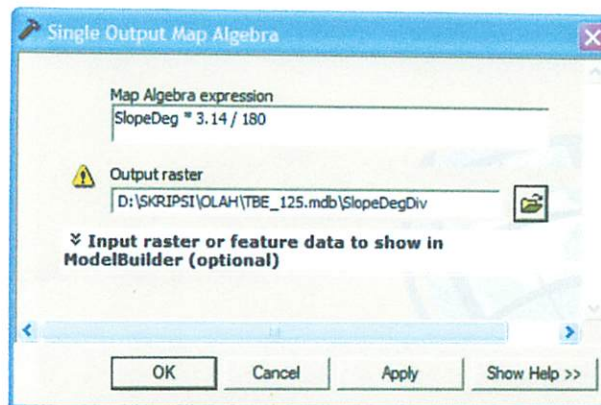 Single Output Map Algebra
Map Algebra expression
SlopeDeg * 3.14 / 180
Output raster
D:\SKRIPSI\OLAH\TBE_125.mdb\SlopeDegDiv
Input raster or feature data to show in
ModelBuilder (optional)
OK
Cancel
Apply
Show Help >>